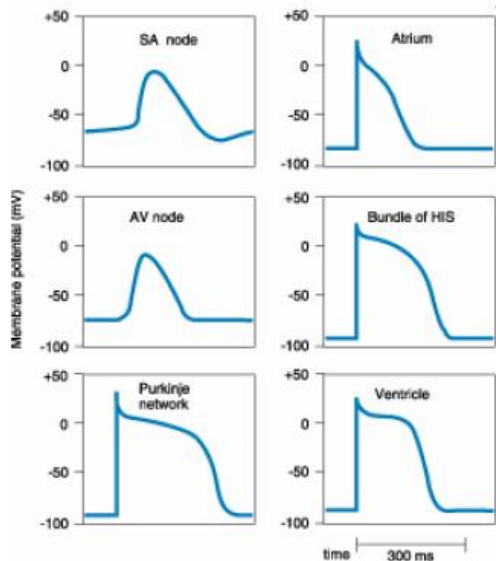 Membrane potential (mV)
+50
SA node
0
-50
-100
+50
Atrium
0
-50
-100
+50
AV node
0
-50
-100
+50
Bundle of HIS
0
-50
-100
+50
Purkinje
network
0
-50
-100
+50
Ventricle
0
-50
-100
time
300 ms